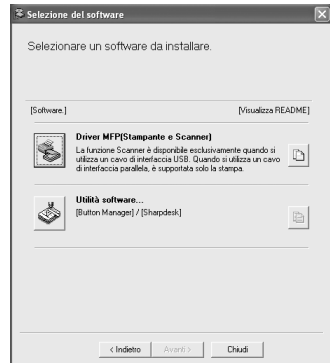 Selezione del software
Selezionare un software da installare.
[Software.] [Visualizza README]
Driver MFP(Stampante e Scanner)
La funzione Scanner è disponibile esclusivamente quando si
utilizza un cavo di interfaccia USB. Quando si utilizza un cavo
di interfaccia parallela, è supportata solo la stampa.
Utilità software...
[Button Manager] / [Sharpdesk]
< Indietro Avanti > Chiudi